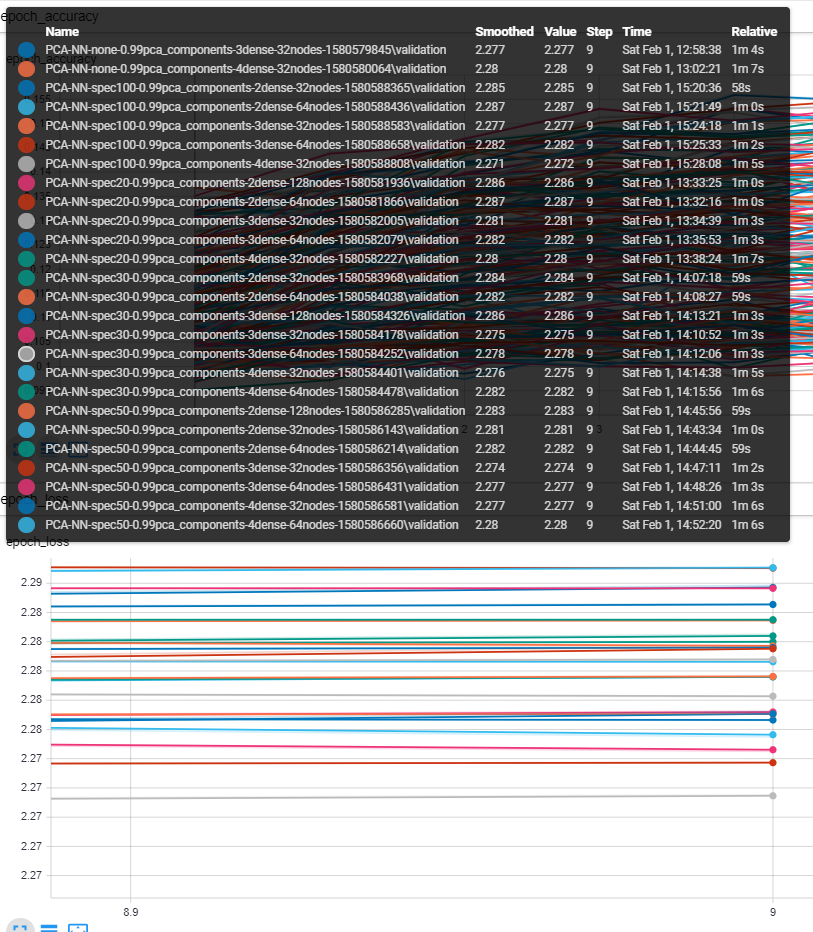 epoch_accuracy
Name Smoothed Value Step Time Relative
PCA-NN-none-0.99pca_components-3dense-32nodes-1580579845\validation 2.277 2.277 9 Sat Feb 1, 12:58:38 1m 4s
PCA-NN-none-0.99pca_components-4dense-32nodes-1580580064\validation 2.28 2.28 9 Sat Feb 1, 13:02:21 1m 7s
PCA-NN-spec100-0.99pca_components-2dense-32nodes-1580588365\validation 2.285 2.285 9 Sat Feb 1, 15:20:36 58s
PCA-NN-spec100-0.99pca_components-2dense-64nodes-1580588436\validation 2.287 2.287 9 Sat Feb 1, 15:21:49 1m 0s
PCA-NN-spec100-0.99pca_components-3dense-32nodes-1580588583\validation 2.277 2.277 9 Sat Feb 1, 15:24:18 1m 1s
PCA-NN-spec100-0.99pca_components-3dense-64nodes-1580588658\validation 2.282 2.282 9 Sat Feb 1, 15:25:33 1m 2s
PCA-NN-spec100-0.99pca_components-4dense-32nodes-1580588808\validation 2.271 2.272 9 Sat Feb 1, 15:28:08 1m 5s
PCA-NN-spec20-0.99pca_components-2dense-128nodes-1580581936\validation 2.286 2.286 9 Sat Feb 1, 13:33:25 1m 0s
PCA-NN-spec20-0.99pca_components-2dense-64nodes-1580581866\validation 2.287 2.287 9 Sat Feb 1, 13:32:16 1m 0s
PCA-NN-spec20-0.99pca_components-3dense-32nodes-1580582005\validation 2.281 2.281 9 Sat Feb 1, 13:34:39 1m 3s
PCA-NN-spec20-0.99pca_components-3dense-64nodes-1580582079\validation 2.282 2.282 9 Sat Feb 1, 13:35:53 1m 3s
PCA-NN-spec20-0.99pca_components-4dense-32nodes-1580582227\validation 2.28 2.28 9 Sat Feb 1, 13:38:24 1m 7s
PCA-NN-spec30-0.99pca_components-2dense-32nodes-1580583968\validation 2.284 2.284 9 Sat Feb 1, 14:07:18 59s
PCA-NN-spec30-0.99pca_components-2dense-64nodes-1580584038\validation 2.282 2.282 9 Sat Feb 1, 14:08:27 59s
PCA-NN-spec30-0.99pca_components-3dense-128nodes-1580584326\validation 2.286 2.286 9 Sat Feb 1, 14:13:21 1m 3s
PCA-NN-spec30-0.99pca_components-3dense-32nodes-1580584178\validation 2.275 2.275 9 Sat Feb 1, 14:10:52 1m 3s
PCA-NN-spec30-0.99pca_components-3dense-64nodes-1580584252\validation 2.278 2.278 9 Sat Feb 1, 14:12:06 1m 3s
PCA-NN-spec30-0.99pca_components-4dense-32nodes-1580584401\validation 2.276 2.275 9 Sat Feb 1, 14:14:38 1m 5s
PCA-NN-spec30-0.99pca_components-4dense-64nodes-1580584478\validation 2.282 2.282 9 Sat Feb 1, 14:15:56 1m 6s
PCA-NN-spec50-0.99pca_components-2dense-128nodes-1580586285\validation 2.283 2.283 9 Sat Feb 1, 14:45:56 59s
PCA-NN-spec50-0.99pca_components-2dense-32nodes-1580586143\validation 2.281 2.281 9 Sat Feb 1, 14:43:34 1m 0s
PCA-NN-spec50-0.99pca_components-2dense-64nodes-1580586214\validation 2.282 2.282 9 Sat Feb 1, 14:44:45 59s
PCA-NN-spec50-0.99pca_components-3dense-32nodes-1580586356\validation 2.274 2.274 9 Sat Feb 1, 14:47:11 1m 2s
PCA-NN-spec50-0.99pca_components-3dense-64nodes-1580586431\validation 2.277 2.277 9 Sat Feb 1, 14:48:26 1m 3s
PCA-NN-spec50-0.99pca_components-4dense-32nodes-1580586581\validation 2.277 2.277 9 Sat Feb 1, 14:51:00 1m 6s
PCA-NN-spec50-0.99pca_components-4dense-64nodes-1580586660\validation 2.28 2.28 9 Sat Feb 1, 14:52:20 1m 6s
epoch_loss
2.29
2.28
2.28
2.28
2.28
2.28
2.27
2.27
2.27
2.27
2.27
8.9 9